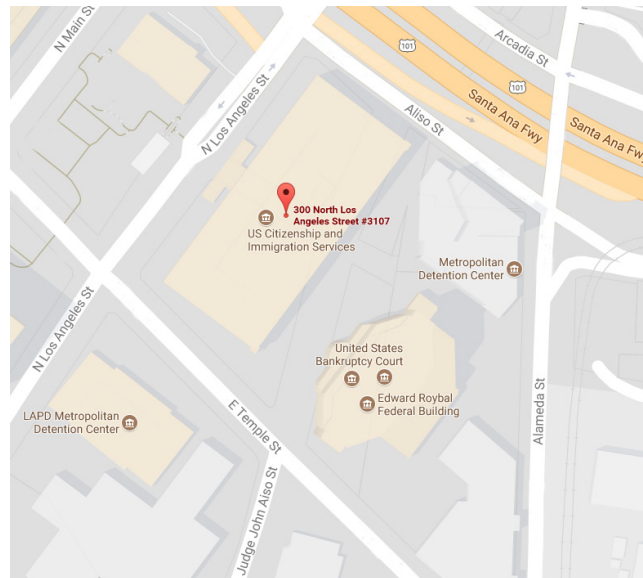 N Main St
101
Arcadia St
101
N Los Angeles St
Aliso St
Santa Ana Fwy
Santa Ana Fwy
300 North Los
Angeles Street #3107
US Citizenship and
Immigration Services
Metropolitan
Detention Center
N Los Angeles St
United States
Bankruptcy Court
Edward Roybal
Federal Building
LAPD Metropolitan
Detention Center
E Temple St
Alameda St
Judge John Aiso St